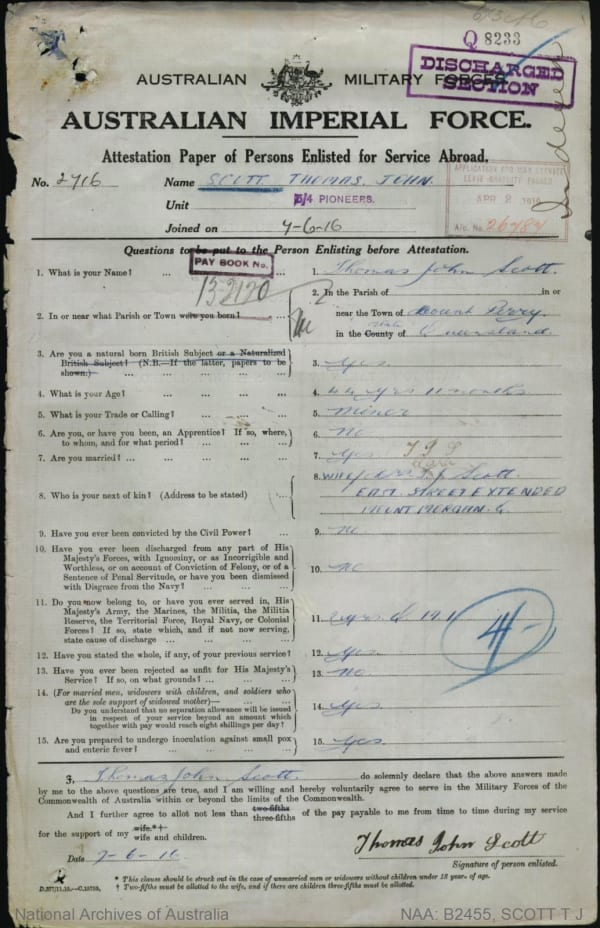 Q 8233
DISCHARGED
SECTION
AUSTRALIAN MILITARY FORCES.
AUSTRALIAN IMPERIAL FORCE.
Attestation Paper of Persons Enlisted for Service Abroad.
No. 2716 Name SCOTT THOMAS JOHN
Unit 5/4 PIONEERS.
APR 2 1919
A/c. No. 26484
Joined on 7-6-16
Questions to be put to the Person Enlisting before Attestation.
PAY BOOK No.
132170
1. What is your Name? ... ... ... 1. Thomas John Scott.
2. In or near what Parish or Town were you born? ... 2. In the Parish of in or
near the Town of Mount Perry
in the County of State Queensland
3. Are you a natural born British Subject or a Naturalized
British Subject? (N.B.—If the latter, papers to be
shown.) 3. Yes.
4. What is your Age? ... ... ... 4. 44 yrs 11 months
5. What is your Trade or Calling? ... ... ... 5. Miner
6. Are you, or have you been, an Apprentice? If so, where,
to whom, and for what period? ... ... ... 6. No
7. Are you married? ... ... ... ... 7. Yes
8. Who is your next of kin? (Address to be stated) ... 8. Wife Scott.
EAST STREET EXTENDED
MOUNT MORGAN. Q.
9. Have you ever been convicted by the Civil Power? ... 9. No
10. Have you ever been discharged from any part of His
Majesty's Forces, with Ignominy, or as Incorrigible and
Worthless, or on account of Conviction of Felony, or of a
Sentence of Penal Servitude, or have you been dismissed
with Disgrace from the Navy? ... ... ... 10. No
11. Do you now belong to, or have you ever served in, His
Majesty's Army, the Marines, the Militia, the Militia
Reserve, the Territorial Force, Royal Navy, or Colonial
Forces? If so, state which, and if not now serving,
state cause of discharge ... ... ... 11.
4/-
12. Have you stated the whole, if any, of your previous service? 12. Yes.
13. Have you ever been rejected as unfit for His Majesty's
Service? If so, on what grounds? ... ... ... 13. No.
14. (For married men, widowers with children, and soldiers who
are the sole support of widowed mother)—
Do you understand that no separation allowance will be issued
in respect of your service beyond an amount which
together with pay would reach eight shillings per day? 14. Yes.
15. Are you prepared to undergo inoculation against small pox
and enteric fever? ... ... ... ... 15. Yes.
I, Thomas John Scott. do solemnly declare that the above answers made
by me to the above questions are true, and I am willing and hereby voluntarily agree to serve in the Military Forces of the
Commonwealth of Australia within or beyond the limits of the Commonwealth.
And I further agree to allot not less than two-fifths three-fifths of the pay payable to me from time to time during my service
for the support of my wife.*† wife and children.
Date 7-6-16
Thomas John Scott
Signature of person enlisted.
* This clause should be struck out in the case of unmarried men or widowers without children under 18 years of age.
† Two-fifths must be allotted to the wife, and if there are children three-fifths must be allotted.
National Archives of Australia
NAA: B2455, SCOTT T J